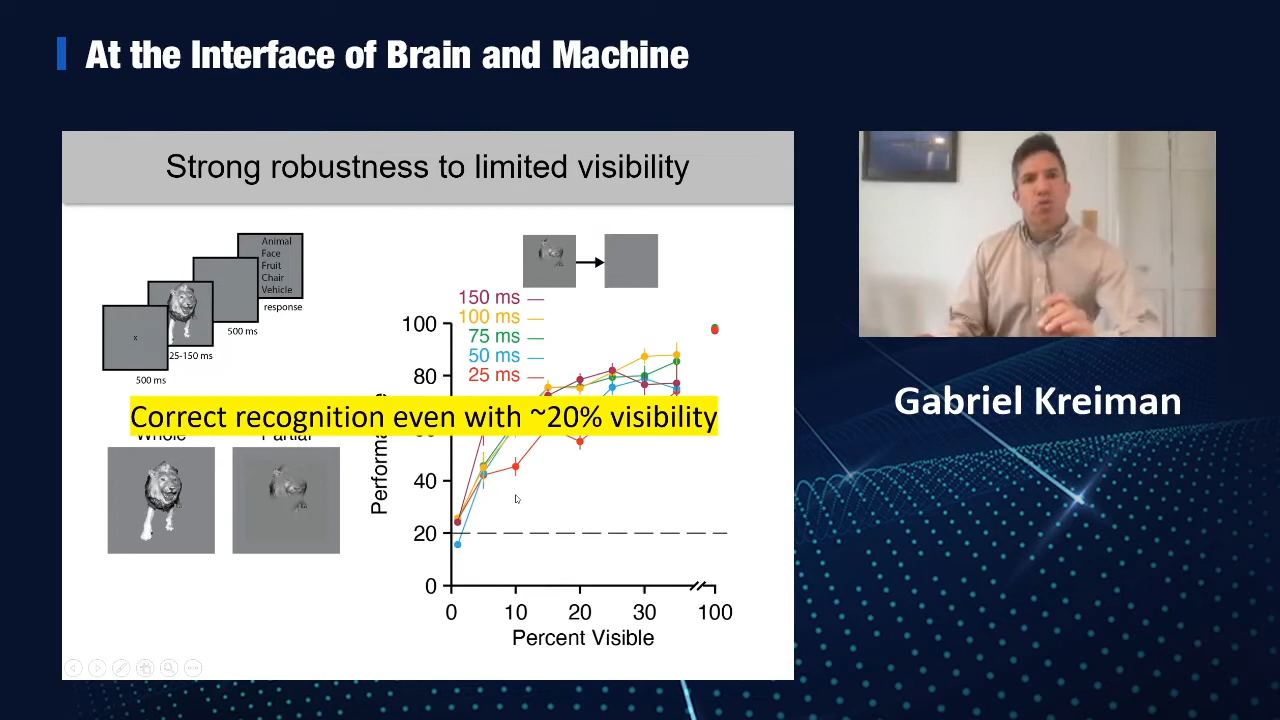 At the Interface of Brain and Machine
Strong robustness to limited visibility
Animal
Face
Fruit
Chair
Vehicle
response
500 ms
25-150 ms
x
500 ms
Correct recognition even with ~20% visibility
Whole
Partial
150 ms
100 ms
75 ms
50 ms
25 ms
100
80
40
20
0
0 10 20 30 100
Percent Visible
Gabriel Kreiman